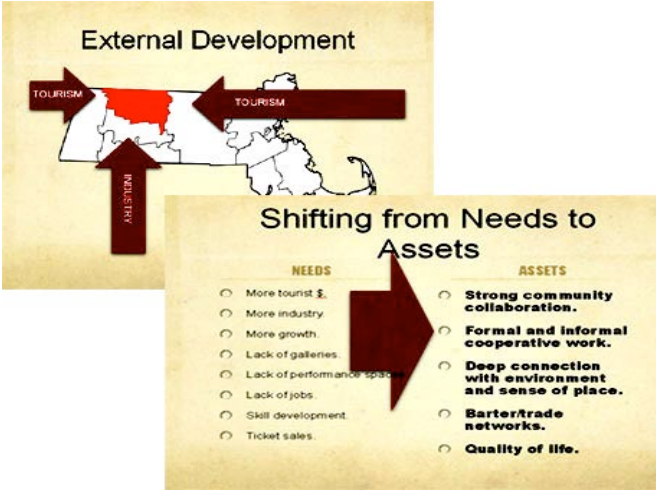 External Development
TOURISM
TOURISM
INDUSTRY
Shifting from Needs to
Assets
NEEDS
More tourist $.
More industry.
More growth.
Lack of galleries.
Lack of performance spaces.
Lack of jobs.
Skill development.
Ticket sales.
ASSETS
Strong community
collaboration.
Formal and informal
cooperative work.
Deep connection
with environment
and sense of place.
Barter/trade
networks.
Quality of life.